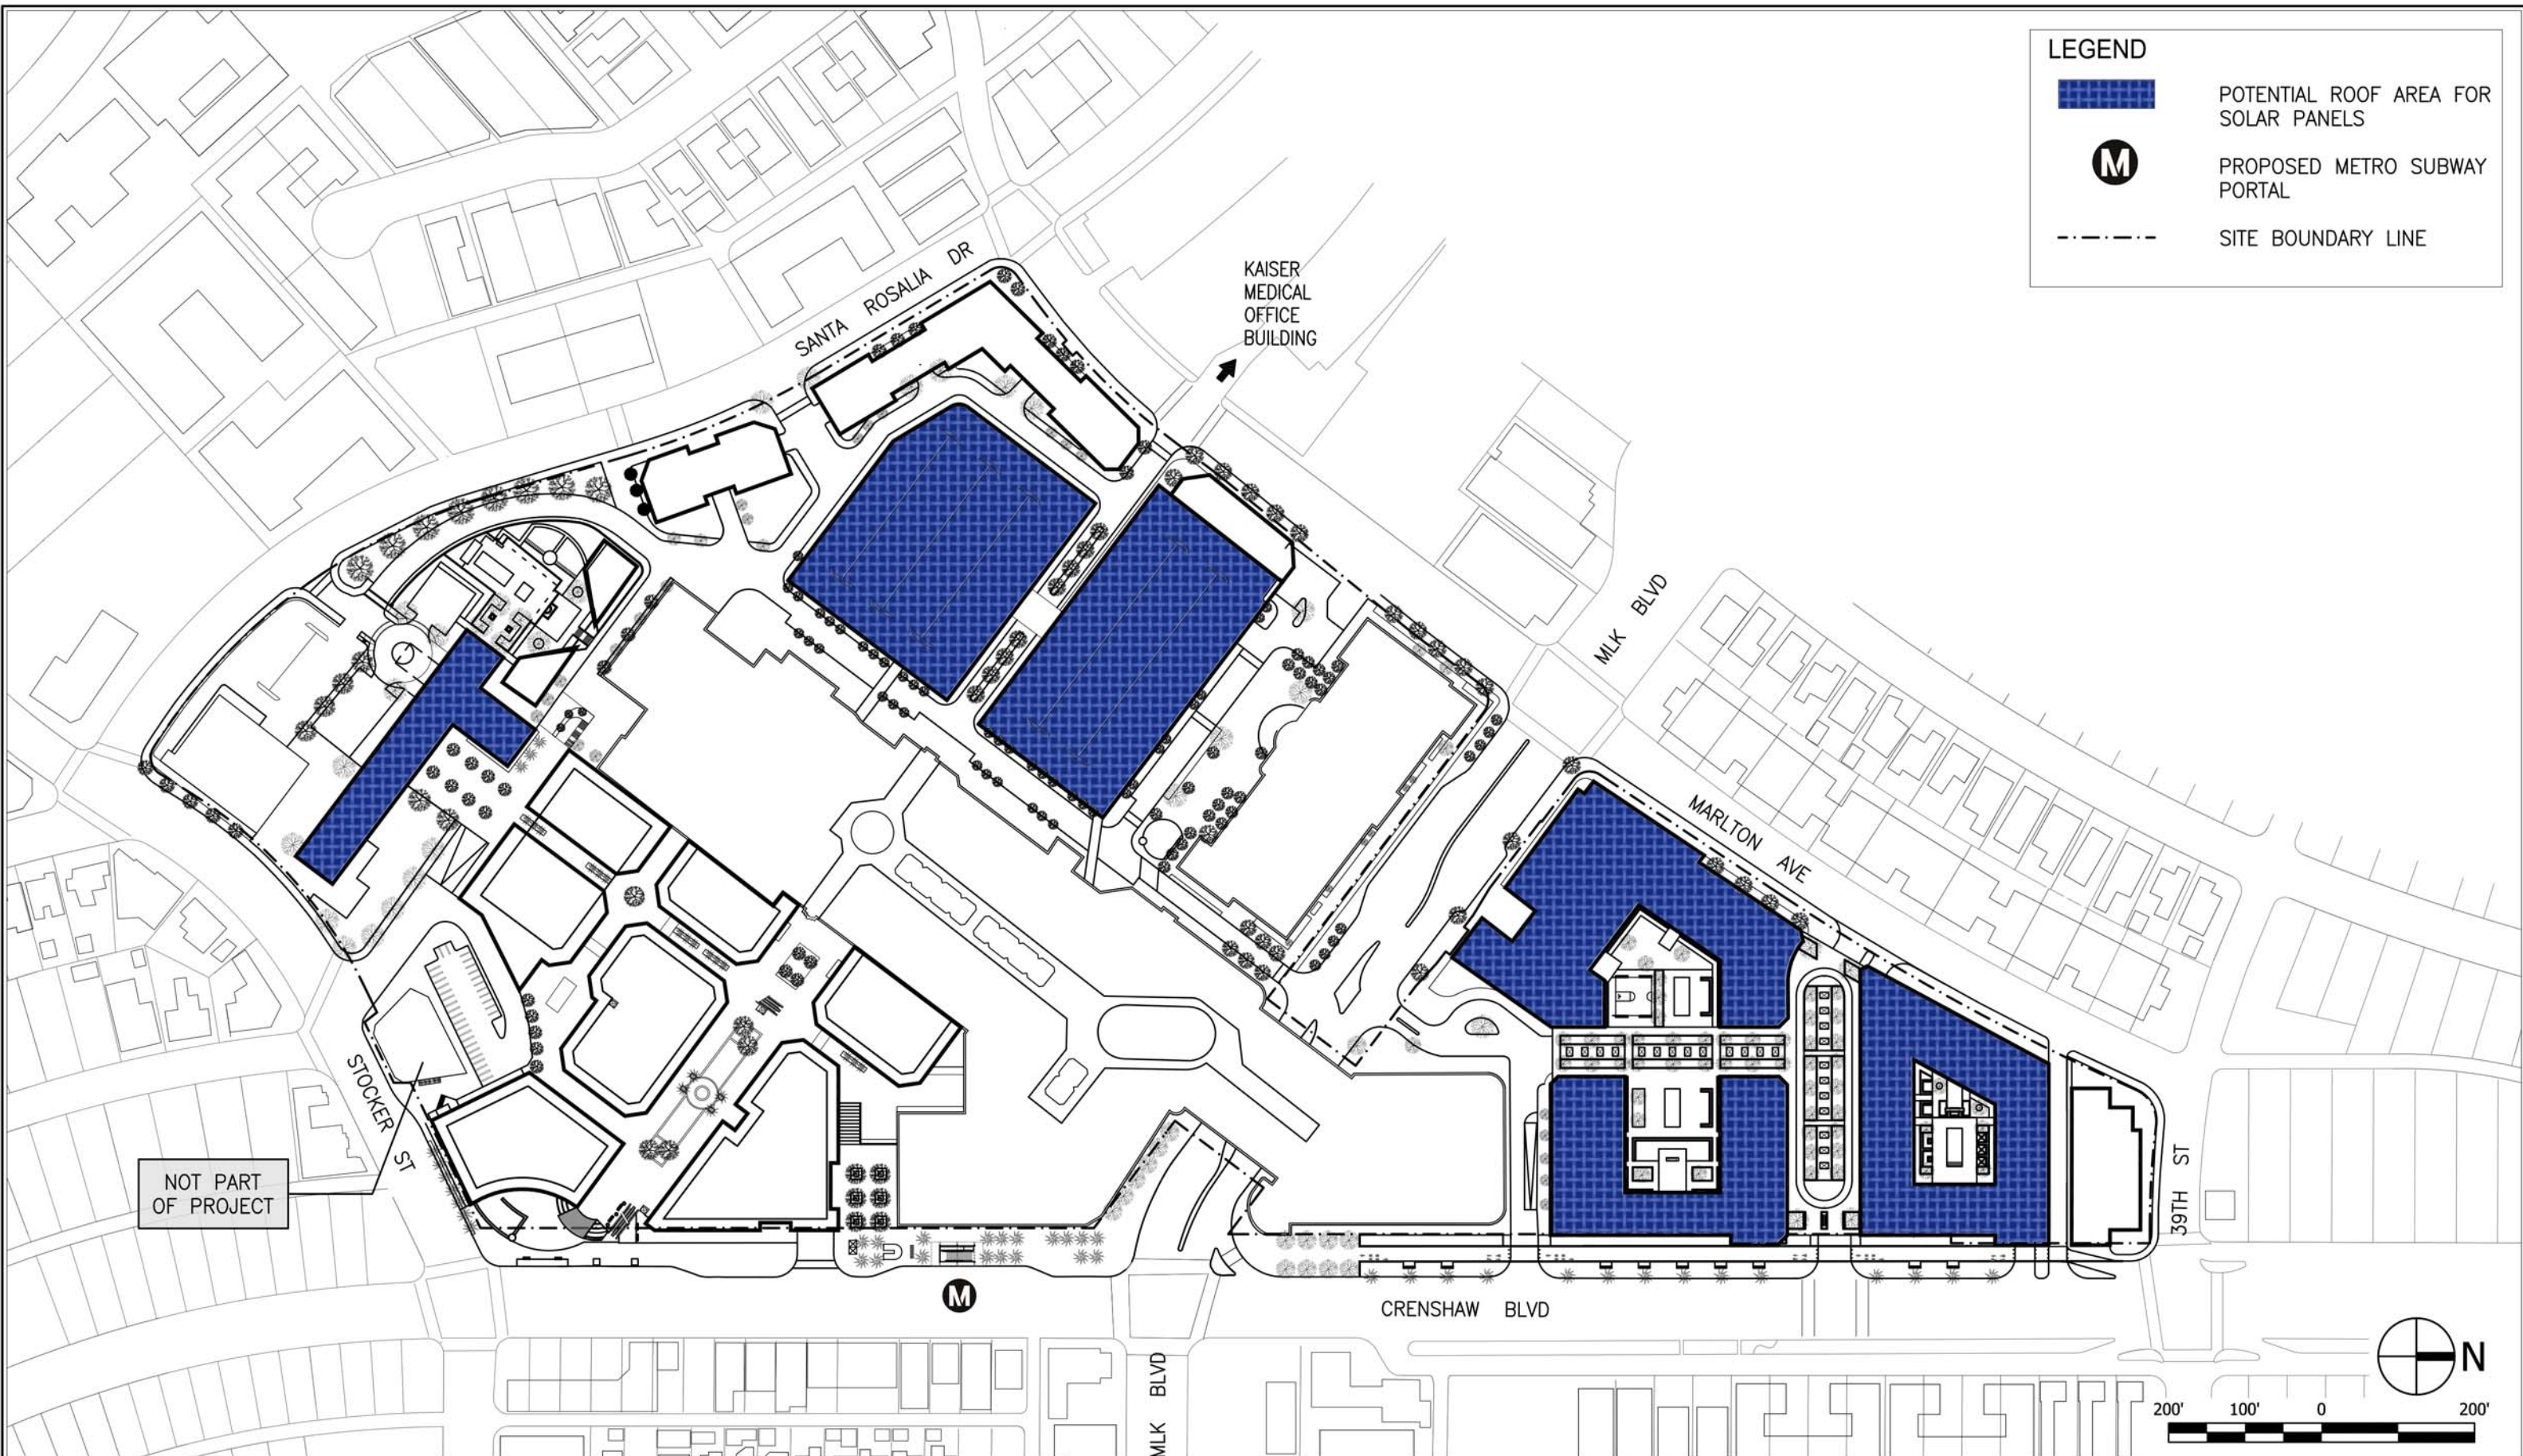 LEGEND
POTENTIAL ROOF AREA FOR
SOLAR PANELS
M
PROPOSED METRO SUBWAY
PORTAL
SITE BOUNDARY LINE
SANTA ROSALIA DR
KAISER
MEDICAL
OFFICE
BUILDING
MLK BLVD
MARLTON AVE
STOCKER ST
NOT PART
OF PROJECT
39TH ST
M
CRENSHAW BLVD
MLK BLVD
N
200' 100' 0 200'